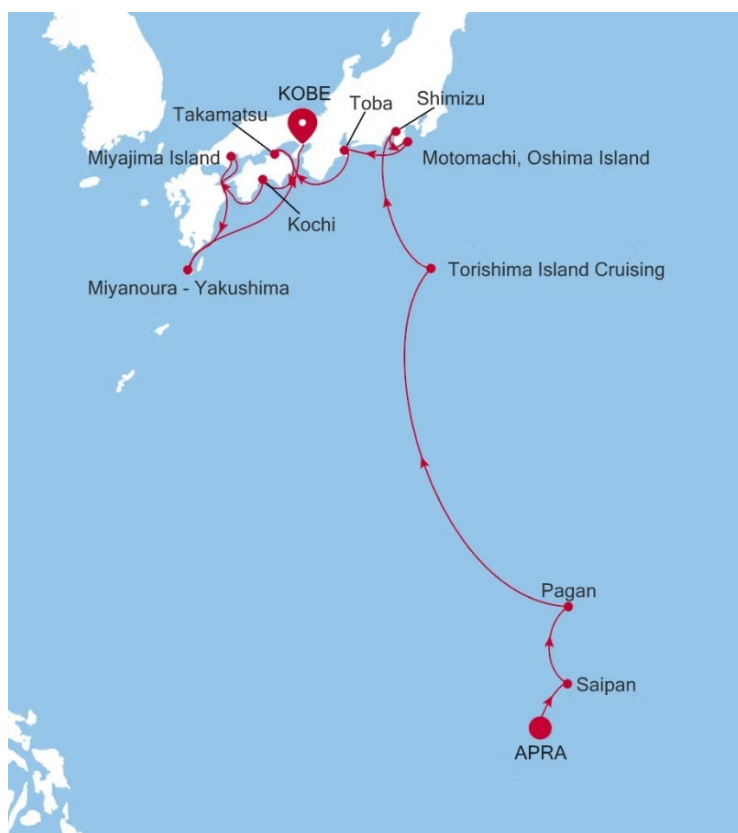 KOBE
Toba
Shimizu
Takamatsu
Miyajima Island
Motomachi, Oshima Island
Kochi
Torishima Island Cruising
Miyanoura - Yakushima
Pagan
Saipan
APRA